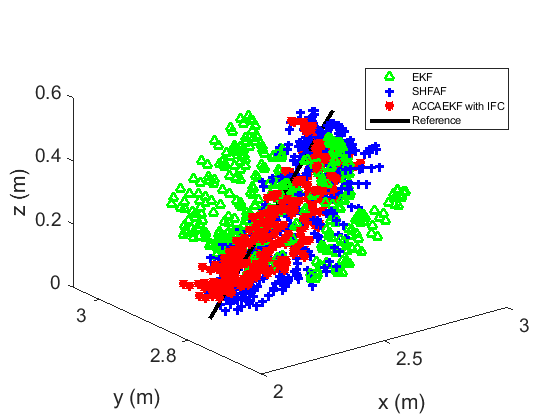 EKF
SHFAF
ACCAEKF with IFC
Reference
0.6
0.4
0.2
0
z (m)
3
2.8
2
y (m)
2.5
3
x (m)